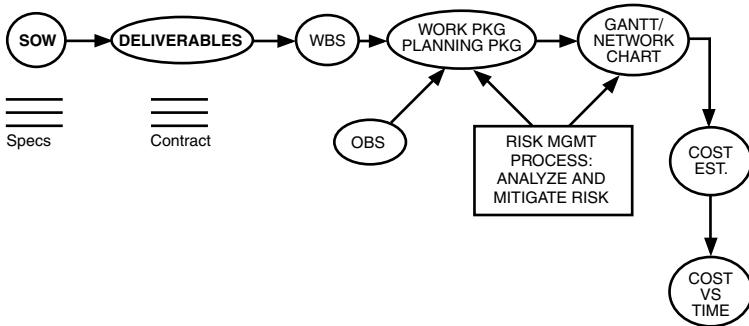 SOW
DELIVERABLES
WBS
WORK PKG
PLANNING PKG
GANTT/
NETWORK
CHART
Specs
Contract
OBS
RISK MGMT
PROCESS:
ANALYZE AND
MITIGATE RISK
COST
EST.
COST
VS
TIME